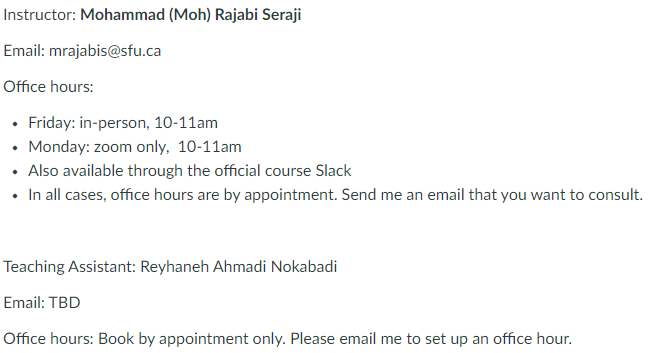 Instructor: Mohammad (Moh) Rajabi Seraji
Email: mrajabis@sfu.ca
Office hours:
• Friday: in-person, 10-11am
• Monday: zoom only,  10-11am
• Also available through the official course Slack
• In all cases, office hours are by appointment. Send me an email that you want to consult.
Teaching Assistant: Reyhaneh Ahmadi Nokabadi
Email: TBD
Office hours: Book by appointment only. Please email me to set up an office hour.